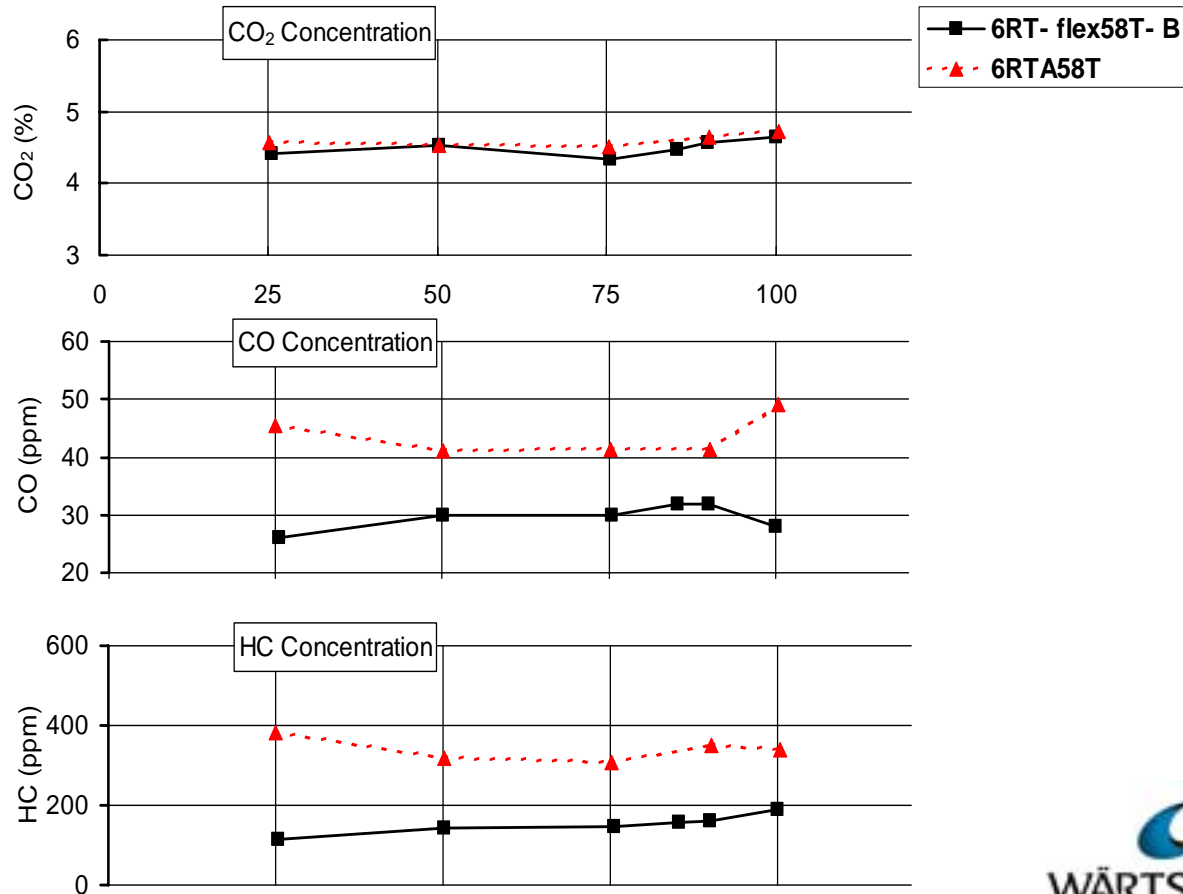 6RT- flex58T- B
6RTA58T
CO₂ Concentration
CO₂ (%)
6
5
4
3
0 25 50 75 100
CO Concentration
CO (ppm)
60
50
40
30
20
HC Concentration
HC (ppm)
600
400
200
0
WÄRTS